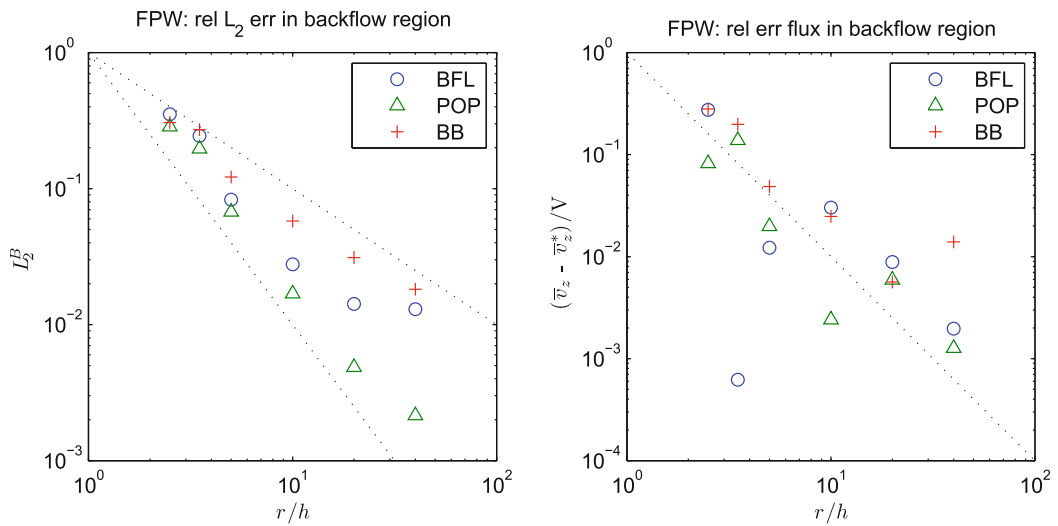 FPW: rel L2 err in backflow region
10^0
10^-1
10^-2
10^-3
L_2^B
BFL
POP
BB
10^0
10^1
10^2
r/h
FPW: rel err flux in backflow region
10^0
10^-1
10^-2
10^-3
10^-4
(v̅_z - v̅_z^*)/V
BFL
POP
BB
10^0
10^1
10^2
r/h